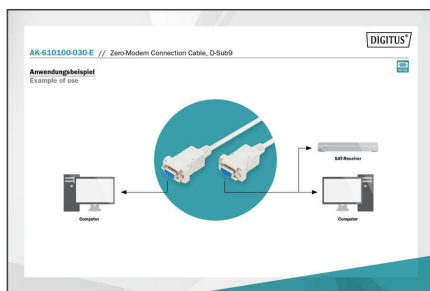 DIGITUS®
AK-610100-030-E // Zero-Modem Connection Cable, D-Sub9
Anwendungsbeispiel
Example of use
SAT-Receiver
Computer
Computer